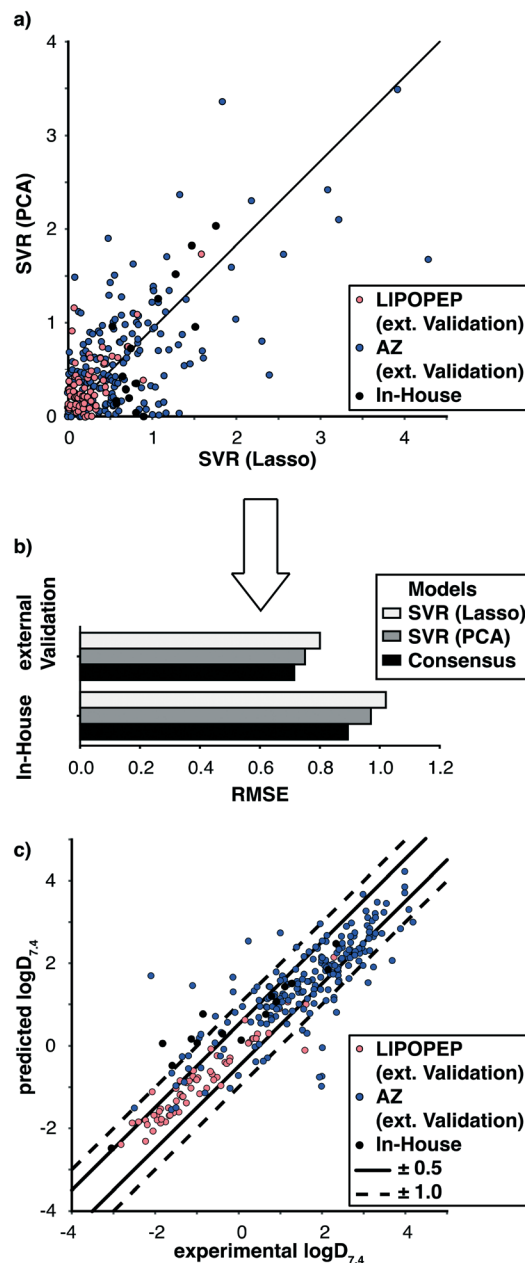 a)
4
3
2
1
0
SVR (PCA)
0
1
2
3
4
SVR (Lasso)
LIPOPEP
(ext. Validation)
AZ
(ext. Validation)
In-House
b)
external
Validation
In-House
Models
SVR (Lasso)
SVR (PCA)
Consensus
0.0
0.2
0.4
0.6
0.8
1.0
1.2
RMSE
c)
4
2
0
-2
-4
predicted logD7.4
-4
-2
0
2
4
experimental logD7.4
LIPOPEP
(ext. Validation)
AZ
(ext. Validation)
In-House
± 0.5
± 1.0